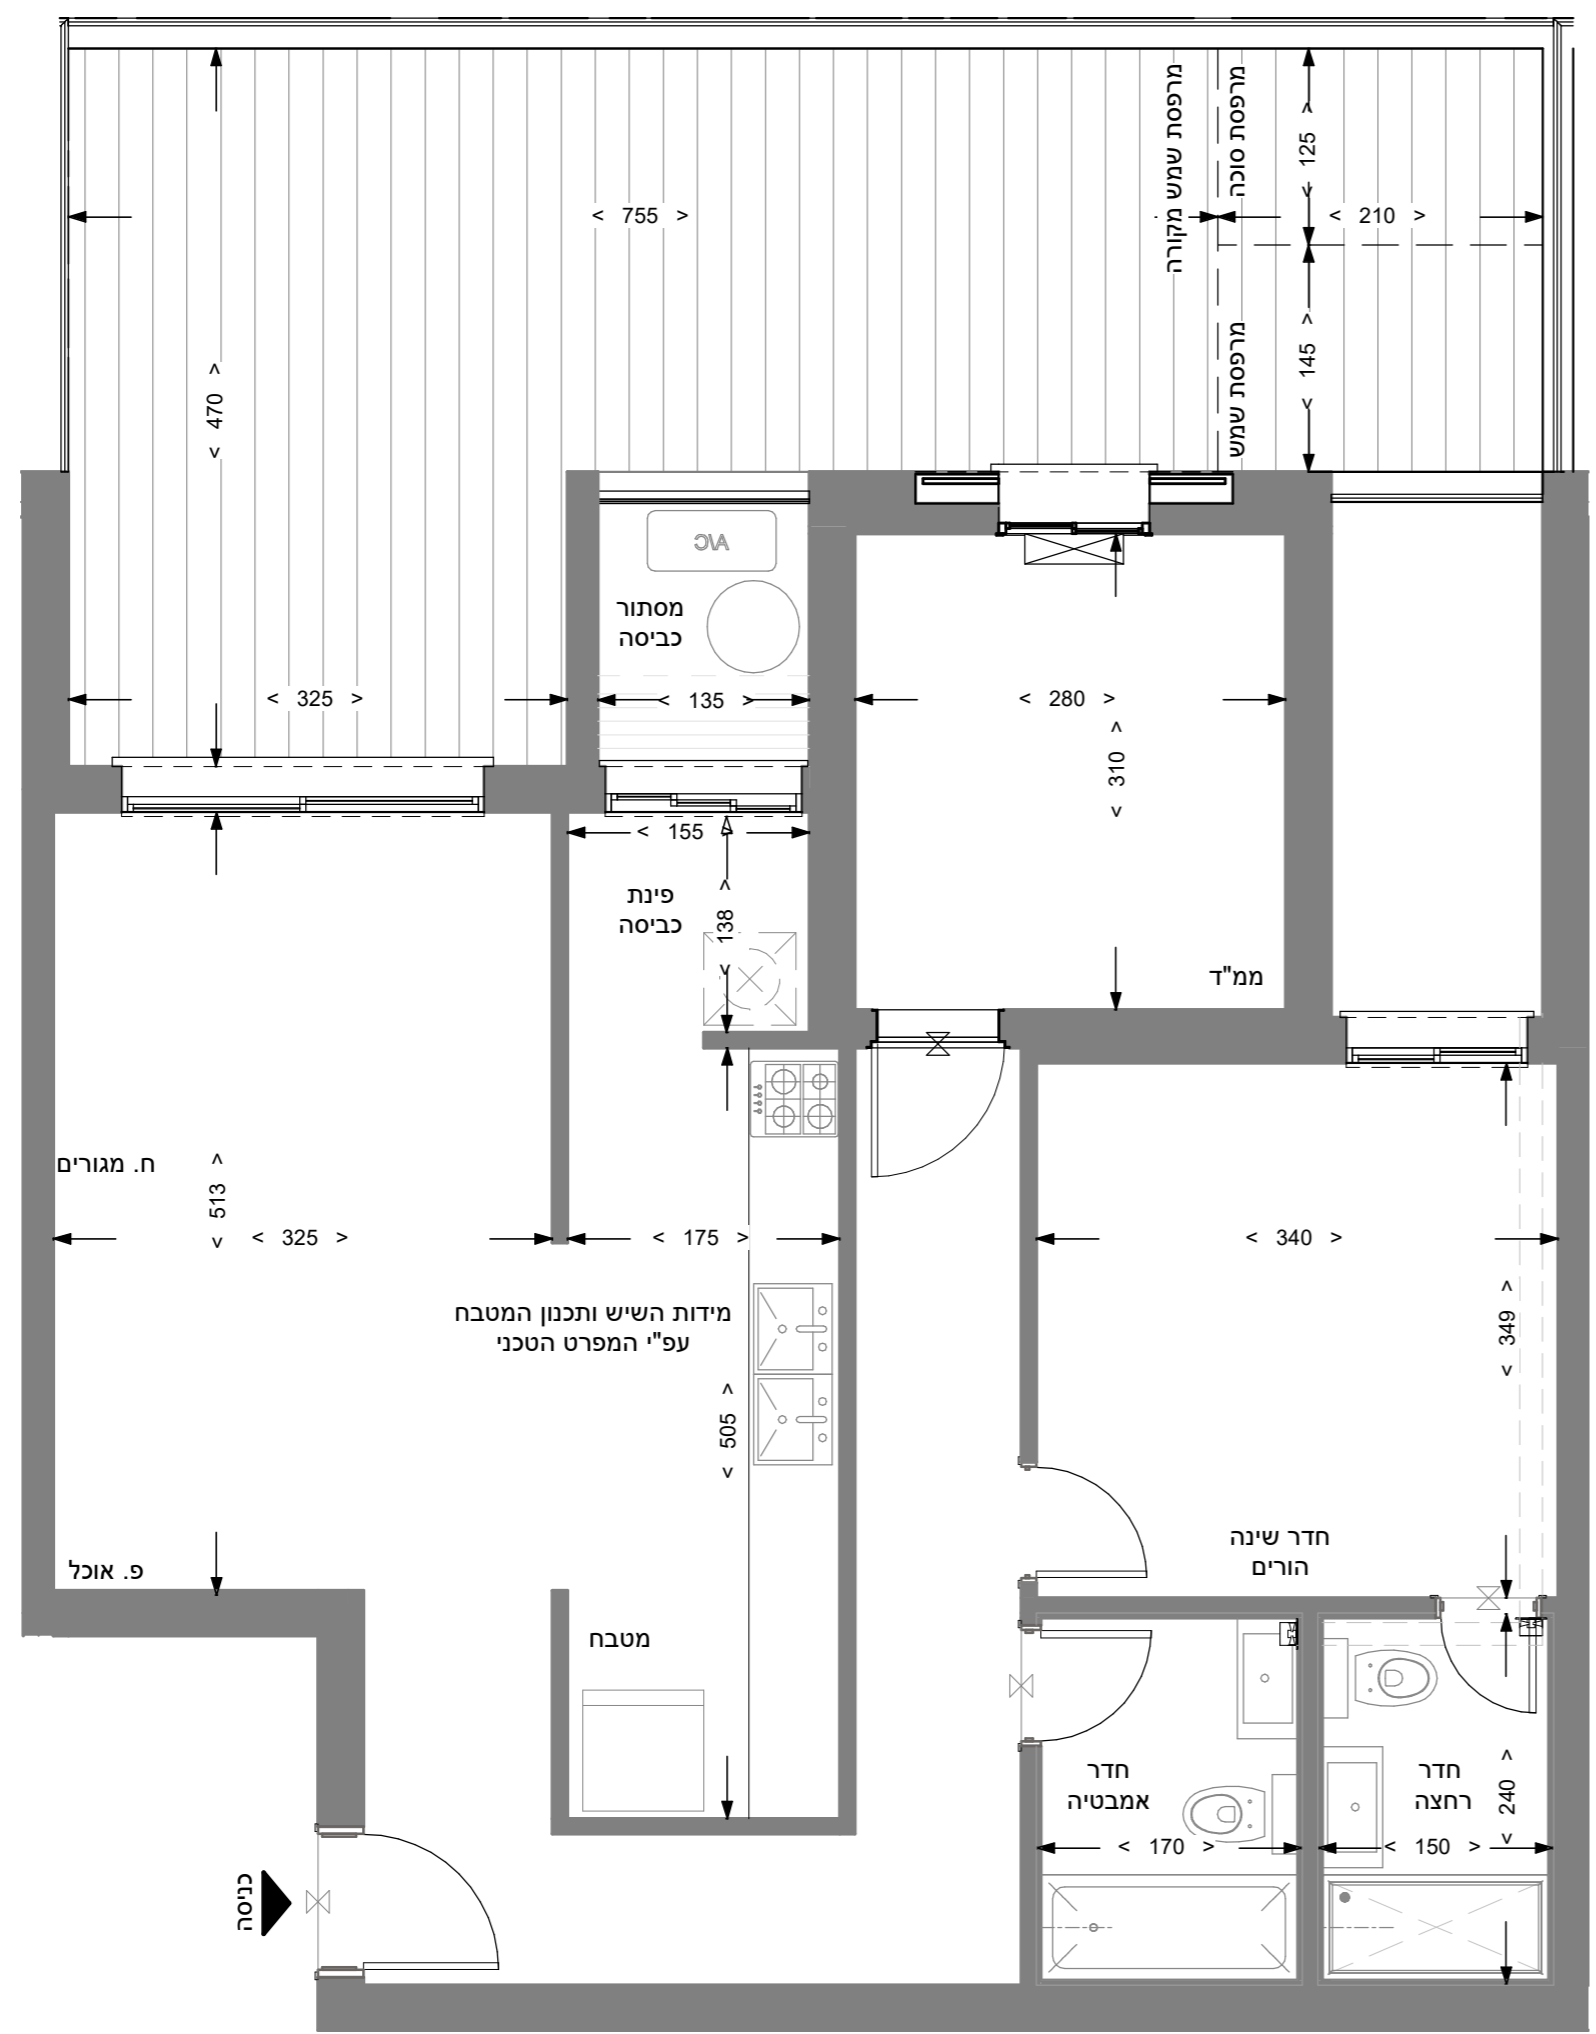 מרפסת שמש מקורה
מרפסת סוכה
< 125 >
< 755 >
< 210 >
מרפסת שמש
< 145 >
< 470 >
A/C
מסתור
כביסה
< 325 >
< 135 >
< 280 >
< 310 >
< 155 >
פינת
כביסה
< 138 >
ממ"ד
ח. מגורים
< 513 >
< 325 >
< 175 >
< 340 >
מידות השיש ותכנון המטבח
עפ"י המפרט הטכני
< 349 >
< 505 >
חדר שינה
הורים
פ. אוכל
מטבח
חדר
אמבטיה
חדר
רחצה
< 240 >
< 170 >
< 150 >
כניסה